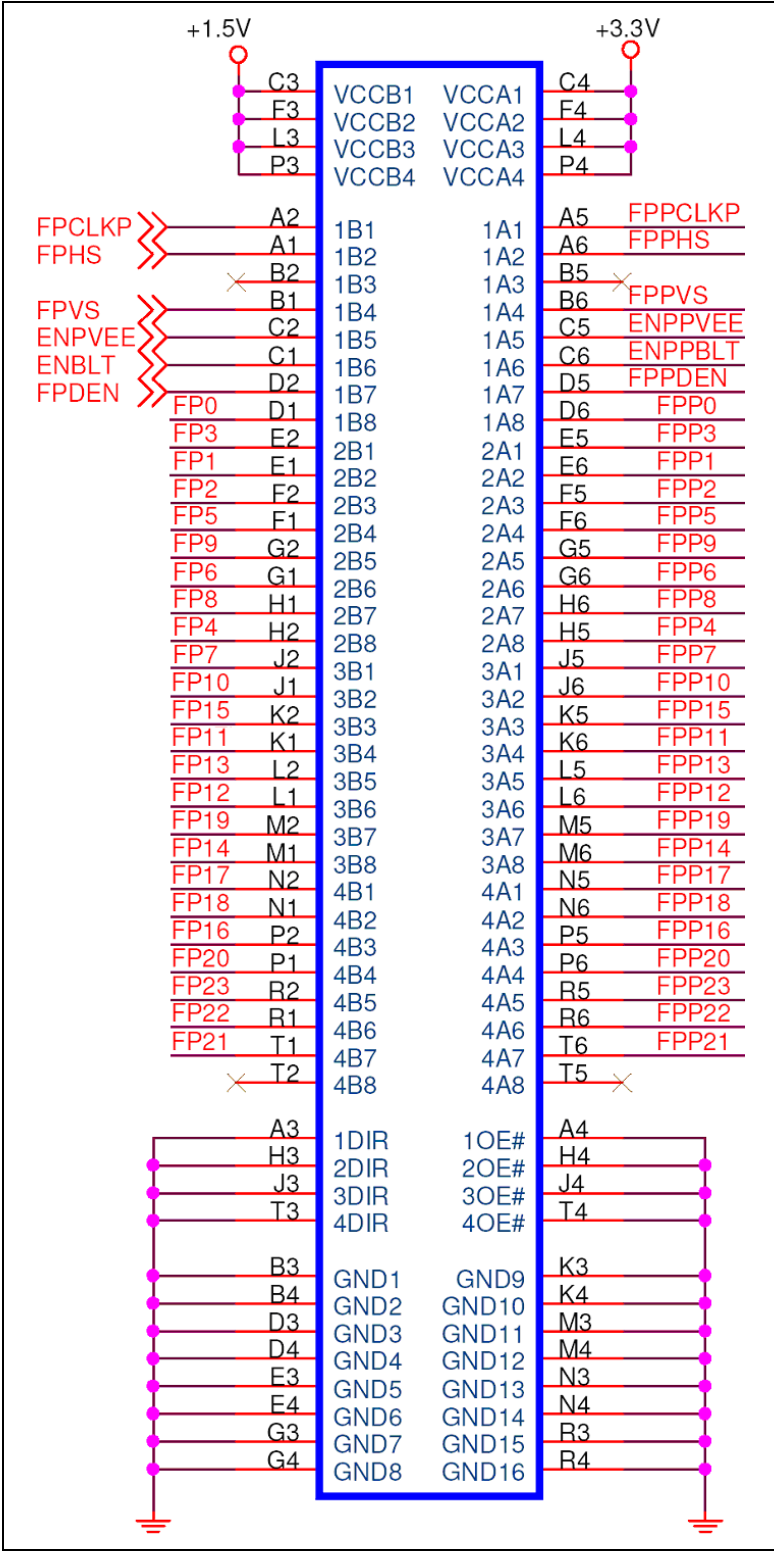 +1.5V +3.3V
C3 VCCB1 VCCA1 C4
F3 VCCB2 VCCA2 F4
L3 VCCB3 VCCA3 L4
P3 VCCB4 VCCA4 P4
FPCLKP A2 1B1 1A1 A5 FPPCLKP
FPHS A1 1B2 1A2 A6 FPPHS
B2 1B3 1A3 B5
FPVS B1 1B4 1A4 B6 FPPVS
ENPVEE C2 1B5 1A5 C5 ENPPVEE
ENBLT C1 1B6 1A6 C6 ENPPBLT
FPDEN D2 1B7 1A7 D5 FPPDEN
FP0 D1 1B8 1A8 D6 FPP0
FP3 E2 2B1 2A1 E5 FPP3
FP1 E1 2B2 2A2 E6 FPP1
FP2 F2 2B3 2A3 F5 FPP2
FP5 F1 2B4 2A4 F6 FPP5
FP9 G2 2B5 2A5 G5 FPP9
FP6 G1 2B6 2A6 G6 FPP6
FP8 H1 2B7 2A7 H6 FPP8
FP4 H2 2B8 2A8 H5 FPP4
FP7 J2 3B1 3A1 J5 FPP7
FP10 J1 3B2 3A2 J6 FPP10
FP15 K2 3B3 3A3 K5 FPP15
FP11 K1 3B4 3A4 K6 FPP11
FP13 L2 3B5 3A5 L5 FPP13
FP12 L1 3B6 3A6 L6 FPP12
FP19 M2 3B7 3A7 M5 FPP19
FP14 M1 3B8 3A8 M6 FPP14
FP17 N2 4B1 4A1 N5 FPP17
FP18 N1 4B2 4A2 N6 FPP18
FP16 P2 4B3 4A3 P5 FPP16
FP20 P1 4B4 4A4 P6 FPP20
FP23 R2 4B5 4A5 R5 FPP23
FP22 R1 4B6 4A6 R6 FPP22
FP21 T1 4B7 4A7 T6 FPP21
T2 4B8 4A8 T5
A3 1DIR 1OE# A4
H3 2DIR 2OE# H4
J3 3DIR 3OE# J4
T3 4DIR 4OE# T4
B3 GND1 GND9 K3
B4 GND2 GND10 K4
D3 GND3 GND11 M3
D4 GND4 GND12 M4
E3 GND5 GND13 N3
E4 GND6 GND14 N4
G3 GND7 GND15 R3
G4 GND8 GND16 R4